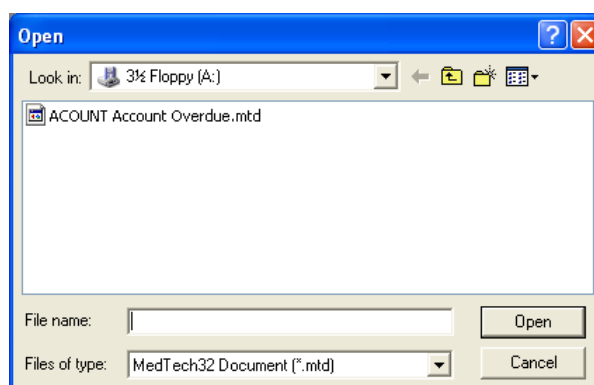 Open
Look in: 3½ Floppy (A:)
ACOUNT Account Overdue.mtd
File name: Open
Files of type: MedTech32 Document (*.mtd) Cancel